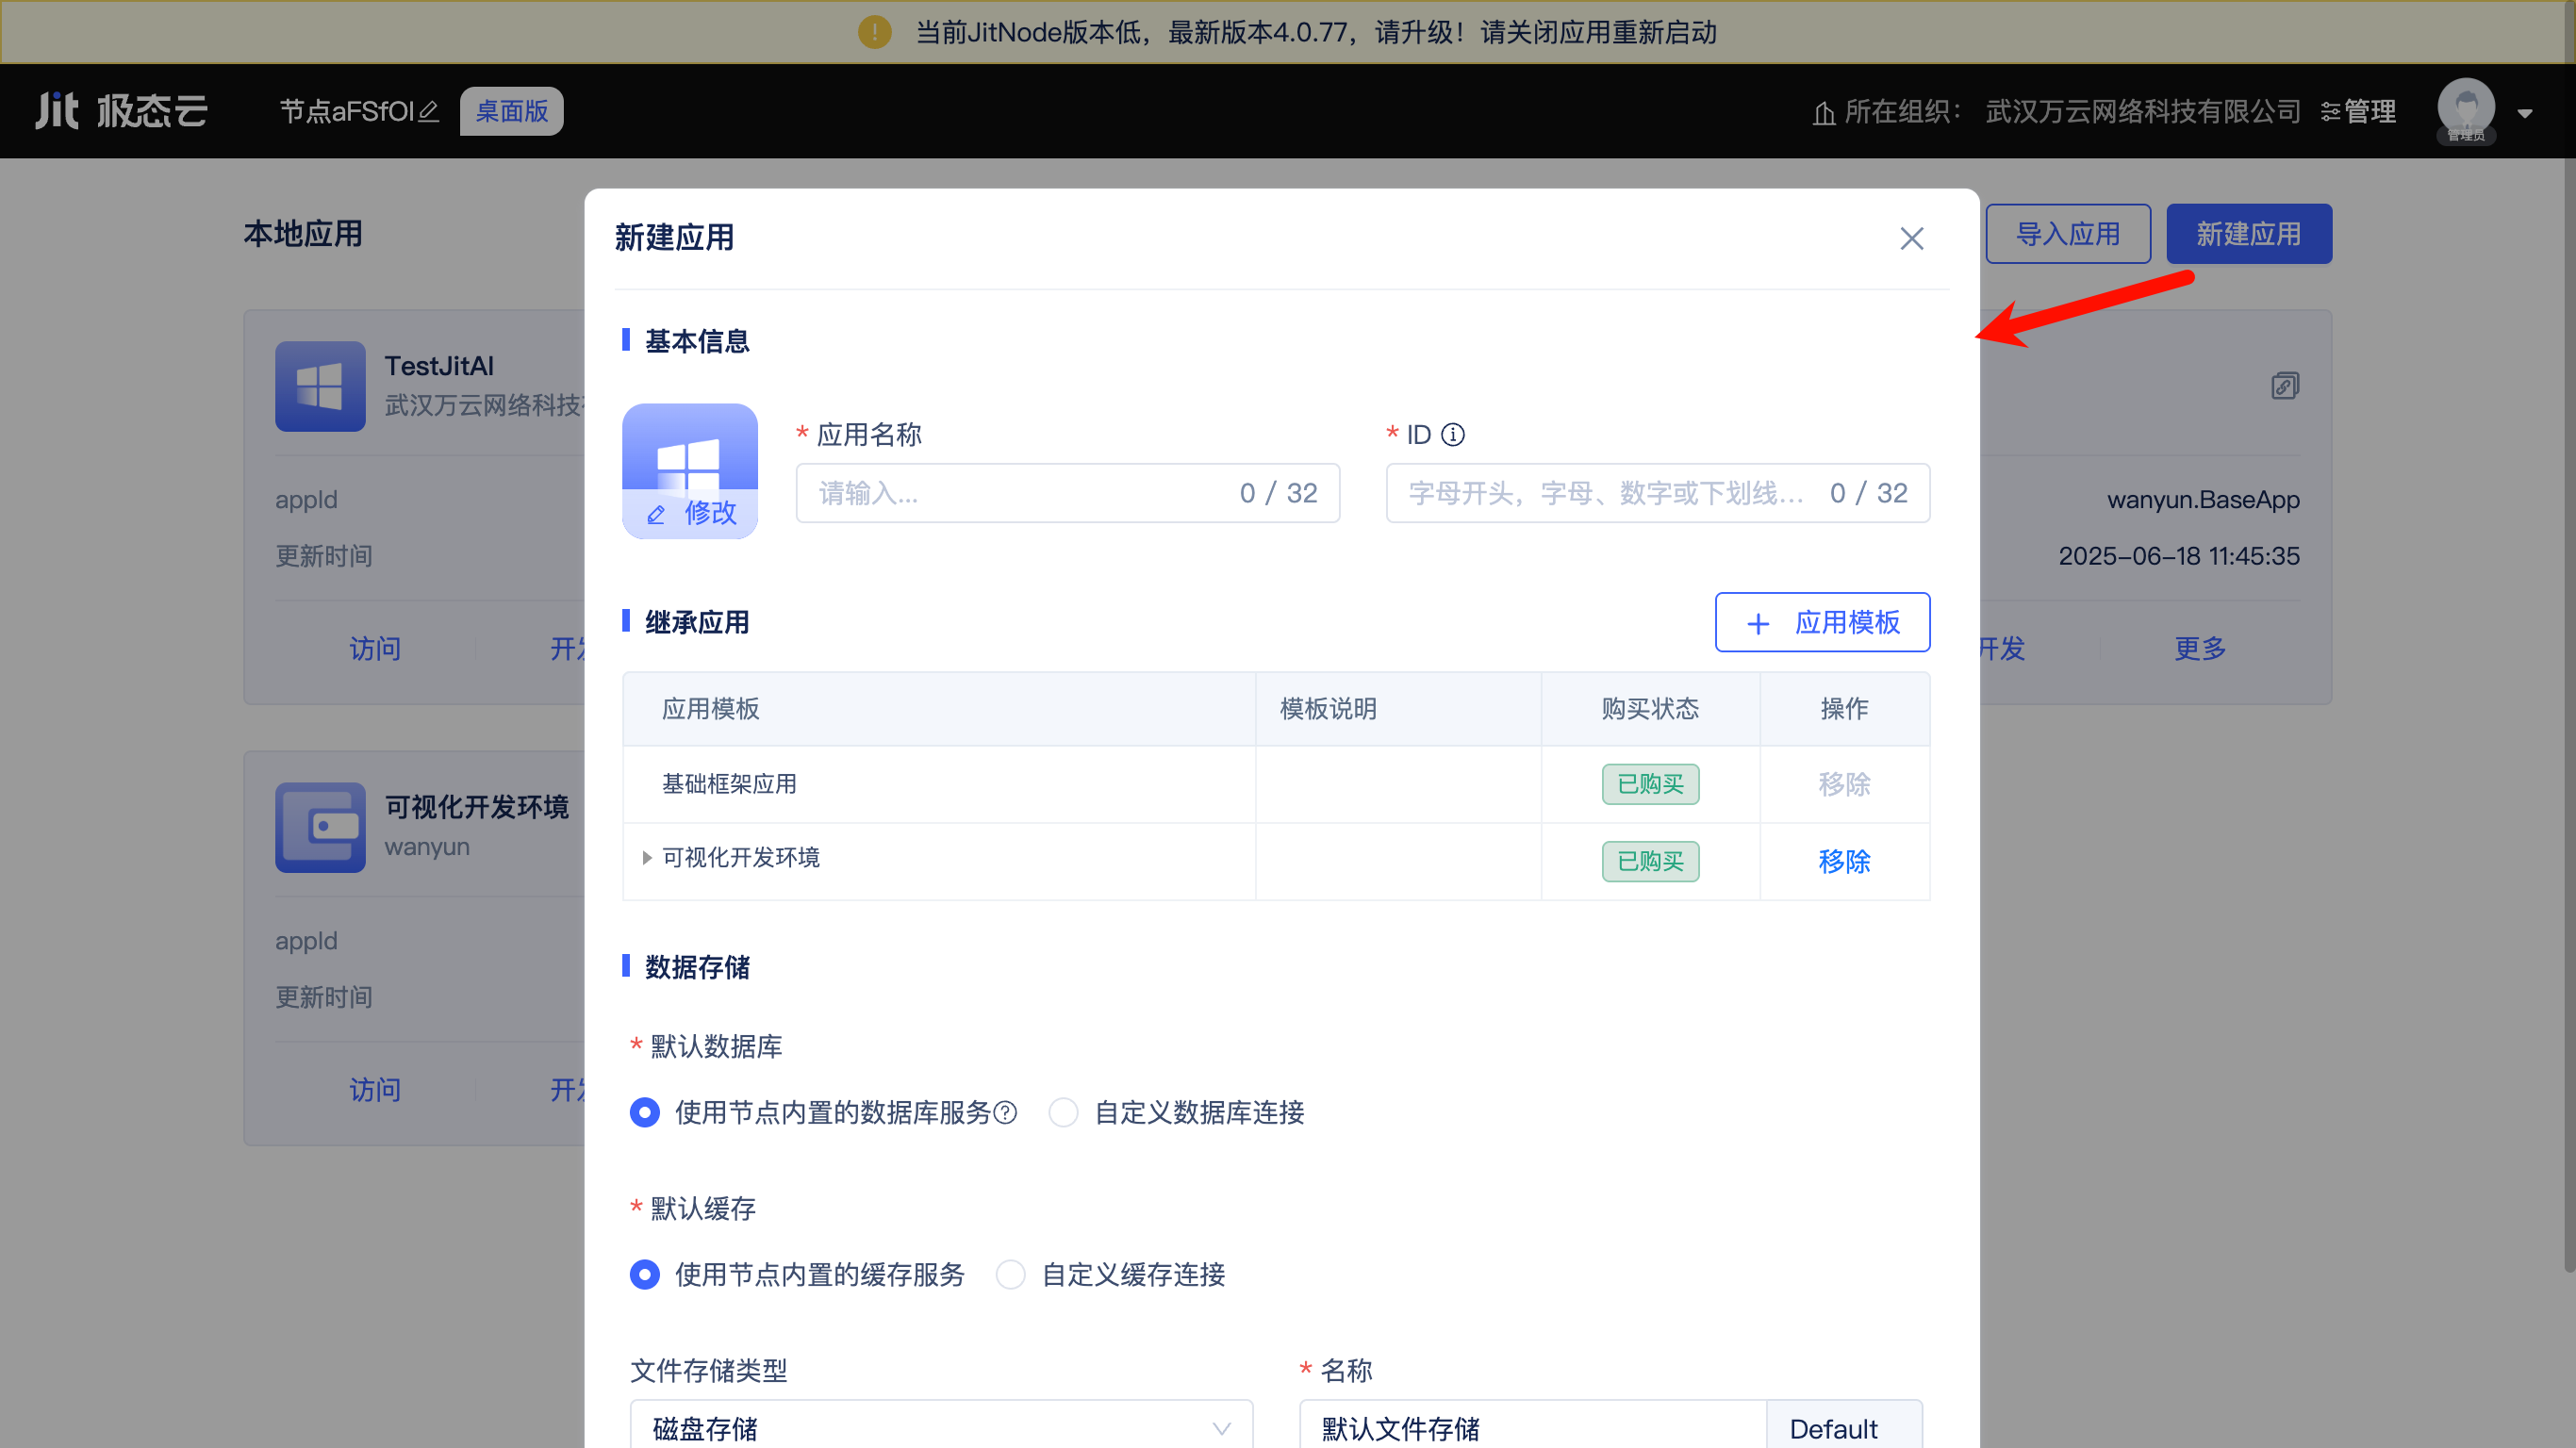 当前JitNode版本低，最新版本4.0.77，请升级！请关闭应用重新启动
Jit 极态云 节点aFSfOl 桌面版 所在组织： 武汉万云网络科技有限公司 管理
管理员
本地应用 导入应用 新建应用
新建应用
TestJitAI
武汉万云网络科技
appId
更新时间
访问
wanyun.BaseApp
2025-06-18 11:45:35
开发 更多
可视化开发环境
wanyun
appId
更新时间
访问
基本信息
* 应用名称 * ID
修改
请输入... 0 / 32
字母开头，字母、数字或下划线... 0 / 32
继承应用 + 应用模板
应用模板 模板说明 购买状态 操作
基础框架应用 已购买 移除
可视化开发环境 已购买 移除
数据存储
* 默认数据库
使用节点内置的数据库服务 自定义数据库连接
* 默认缓存
使用节点内置的缓存服务 自定义缓存连接
文件存储类型 * 名称
磁盘存储 默认文件存储 Default